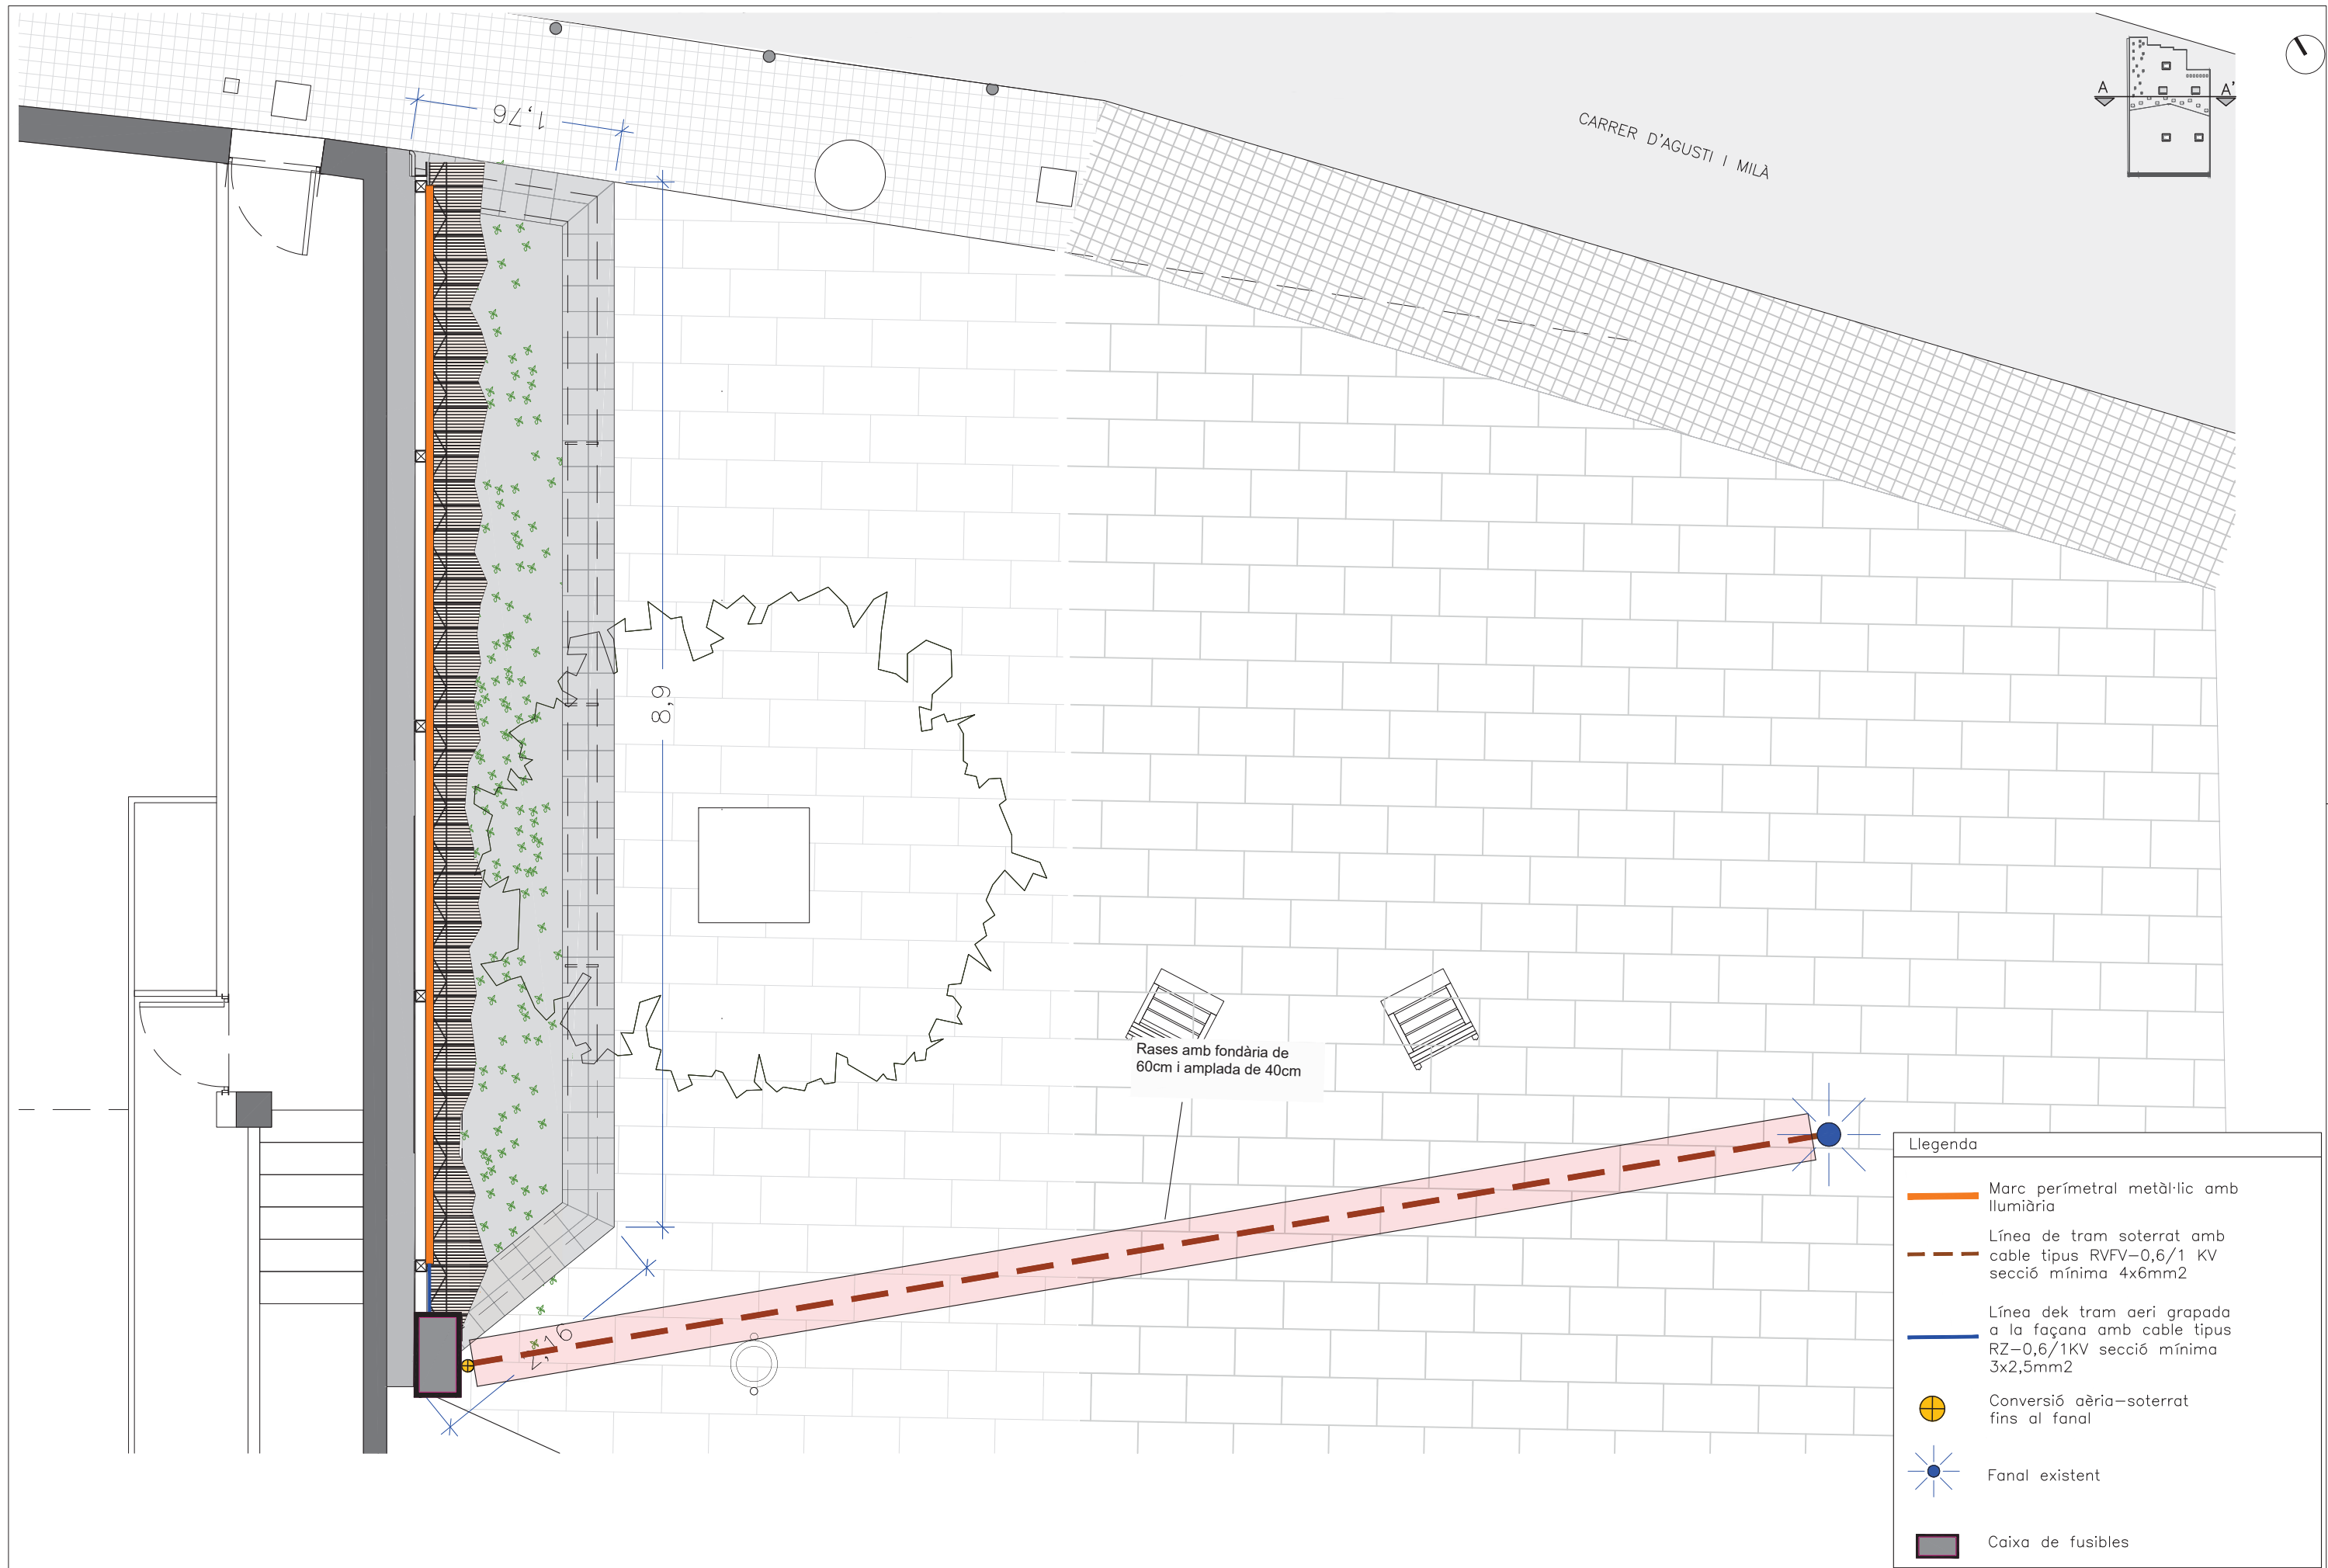 1.76
CARRER D'AGUSTI I MILÀ
A
A'
8,9
Rases amb fondària de
60cm i amplada de 40cm
2,16
Llegenda
Marc perímetral metàl·lic amb
llumiària
Línea de tram soterrat amb
cable tipus RVFV-0,6/1 KV
secció mínima 4x6mm2
Línea dek tram aeri grapada
a la façana amb cable tipus
RZ-0,6/1KV secció mínima
3x2,5mm2
Conversió aèria-soterrat
fins al fanal
Fanal existent
Caixa de fusibles